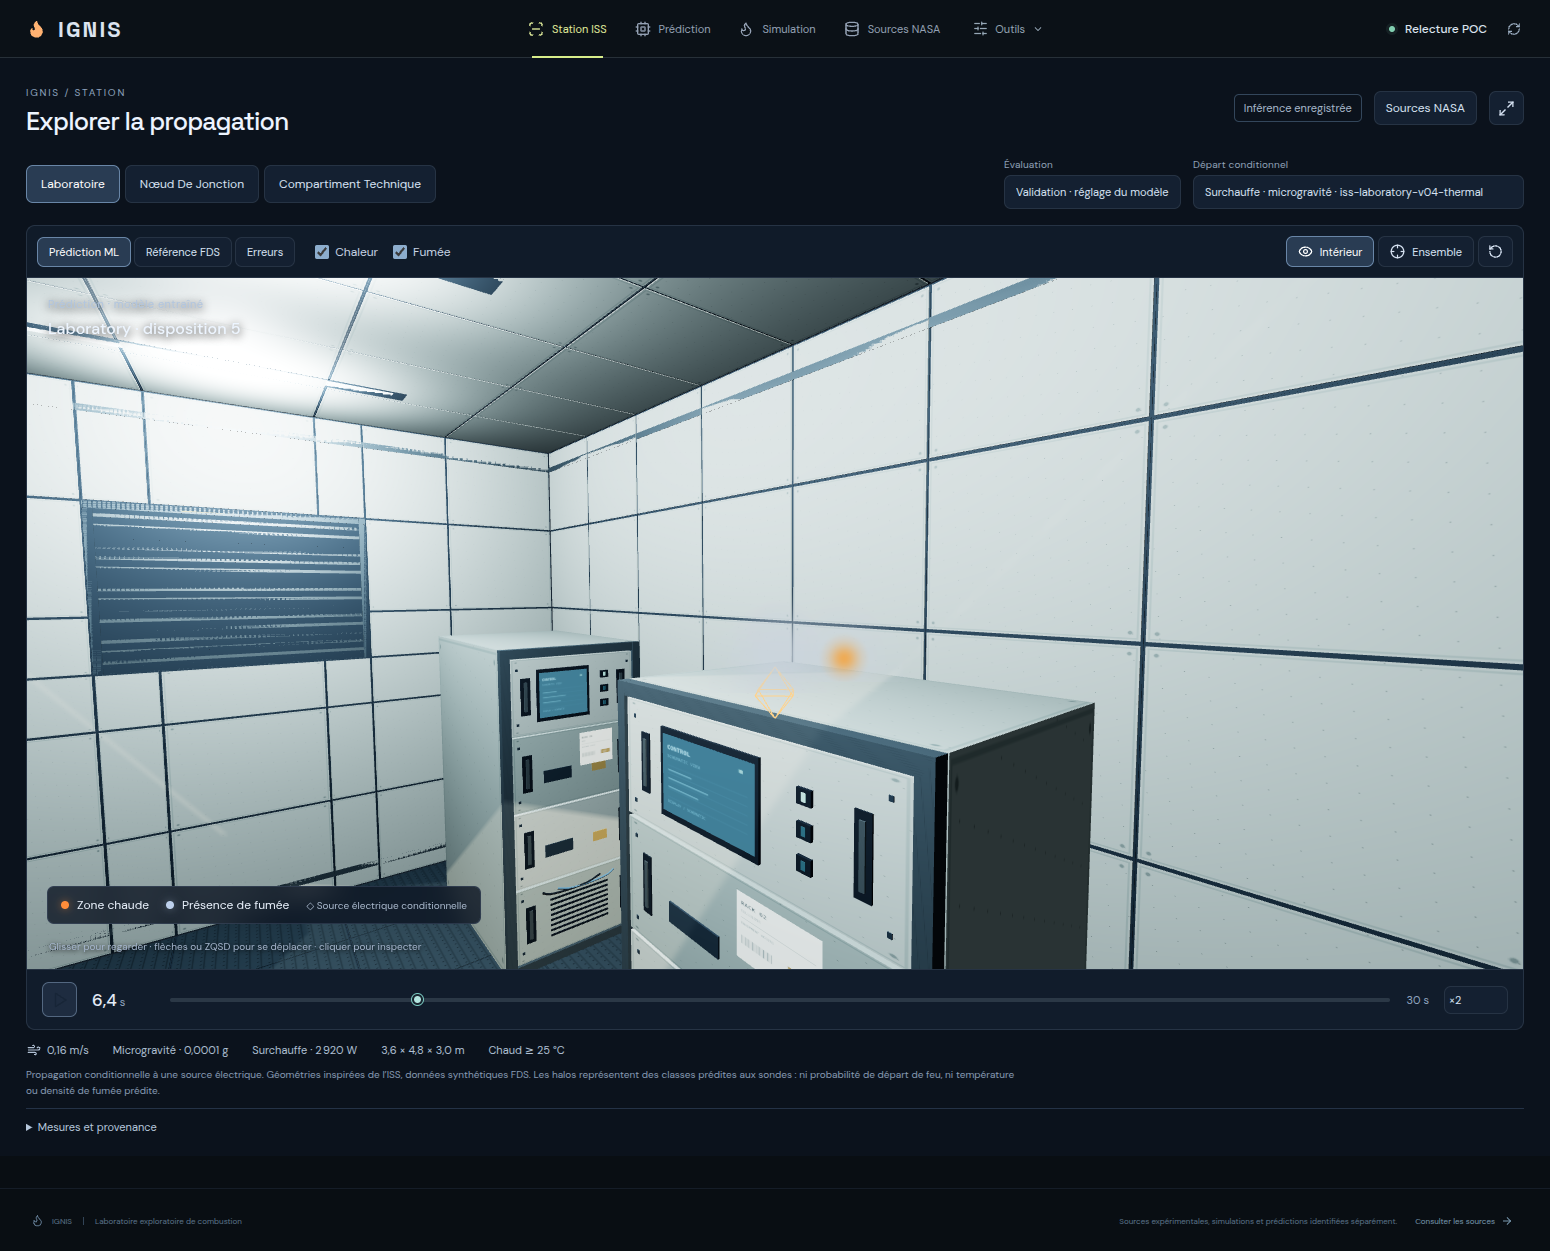 IGNIS
Station ISS
Prédiction
Simulation
Sources NASA
Outils
Relecture POC
IGNIS / STATION
Explorer la propagation
Inférence enregistrée
Sources NASA
Laboratoire
Nœud De Jonction
Compartiment Technique
Évaluation
Validation · réglage du modèle
Départ conditionnel
Surchauffe · microgravité · iss-laboratory-v04-thermal
Prédiction ML
Référence FDS
Erreurs
Chaleur
Fumée
Intérieur
Ensemble
Laboratory · disposition 5
CONTROL
RACK 02
Zone chaude
Présence de fumée
◇ Source électrique conditionnelle
Glisser pour regarder · flèches ou ZQSD pour se déplacer · cliquer pour inspecter
6,4 s
30 s
×2
0,16 m/s
Microgravité · 0,0001 g
Surchauffe · 2 920 W
3,6 × 4,8 × 3,0 m
Chaud ≥ 25 °C
Propagation conditionnelle à une source électrique. Géométries inspirées de l'ISS, données synthétiques FDS. Les halos représentent des classes prédites aux sondes : ni probabilité de départ de feu, ni température
ou densité de fumée prédite.
Mesures et provenance
IGNIS
Laboratoire exploratoire de combustion
Sources expérimentales, simulations et prédictions identifiées séparément.
Consulter les sources